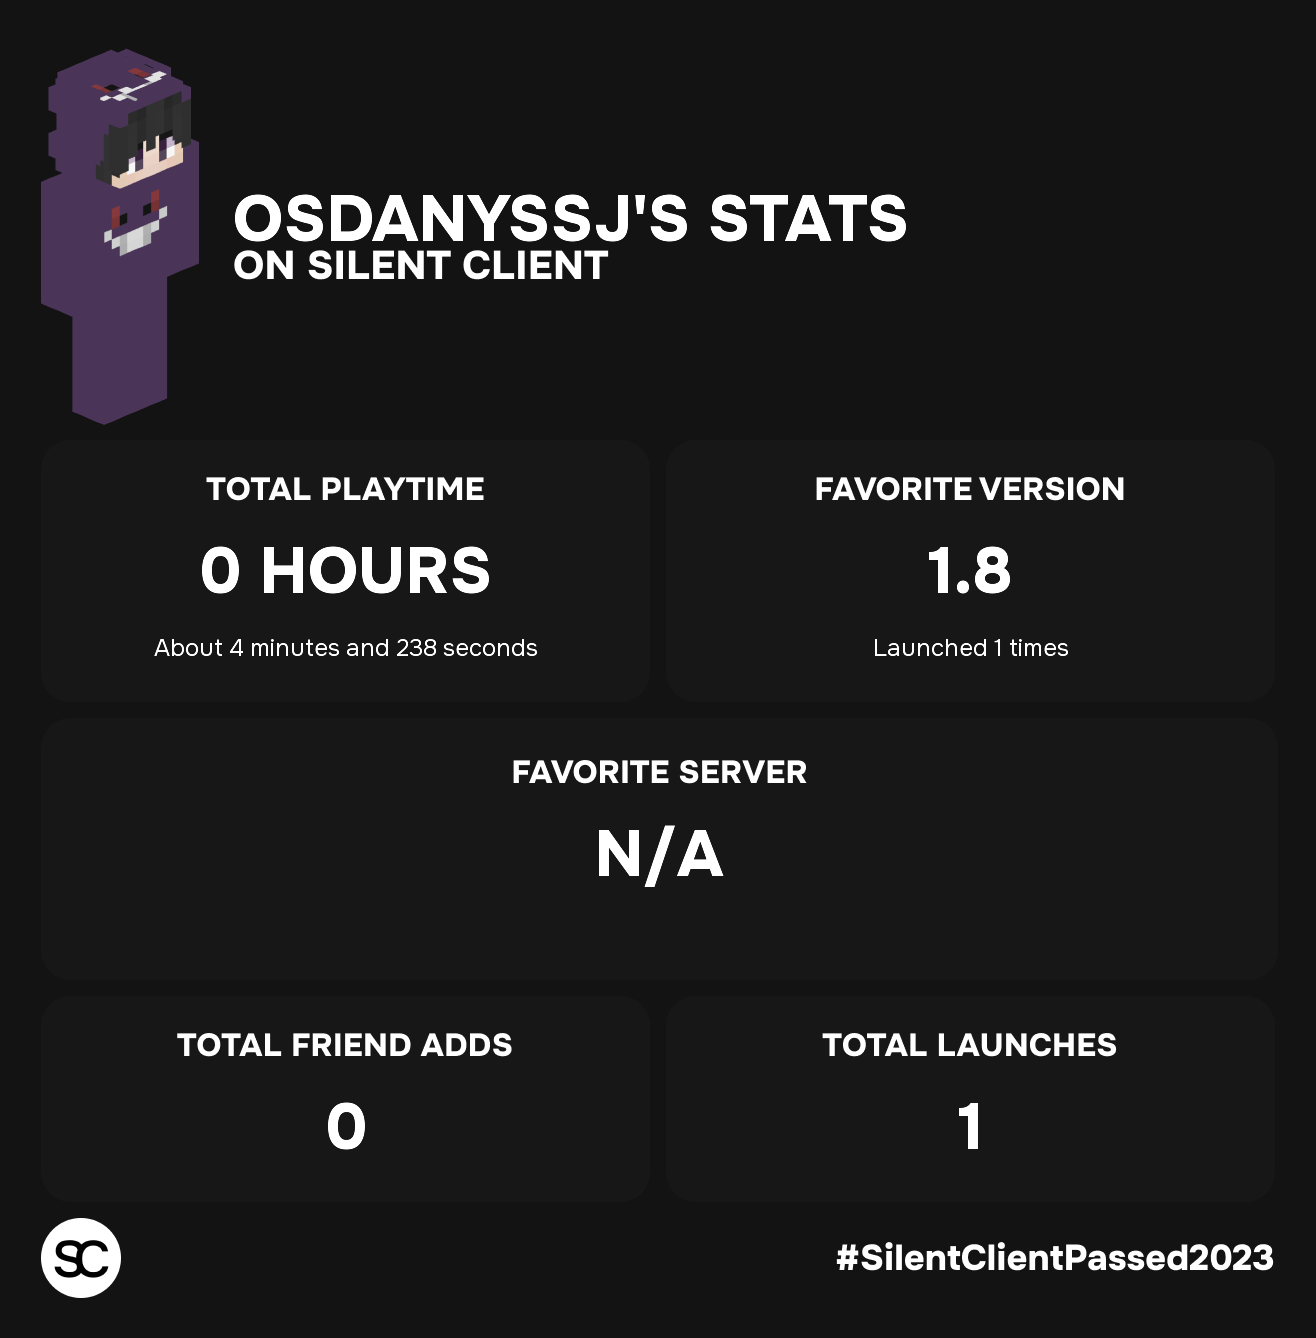 OSDANYSSJ'S STATS
ON SILENT CLIENT
TOTAL PLAYTIME
0 HOURS
About 4 minutes and 238 seconds
FAVORITE VERSION
1.8
Launched 1 times
FAVORITE SERVER
N/A
TOTAL FRIEND ADDS
0
TOTAL LAUNCHES
1
SC
#SilentClientPassed2023